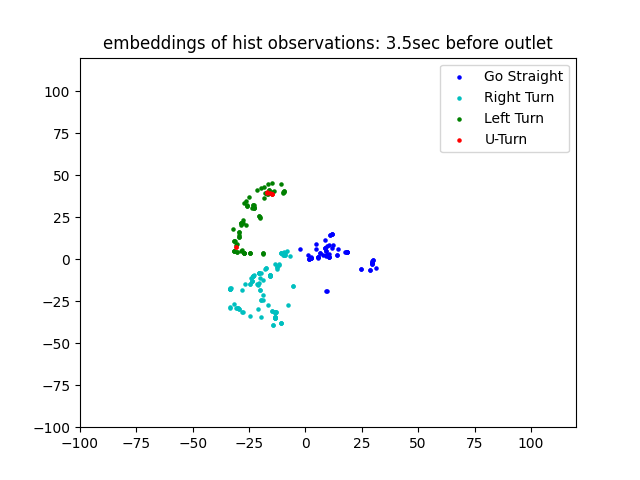 embeddings of hist observations: 3.5sec before outlet
Go Straight
Right Turn
Left Turn
U-Turn
100
75
50
25
0
−25
−50
−75
−100
−100 −75 −50 −25 0 25 50 75 100